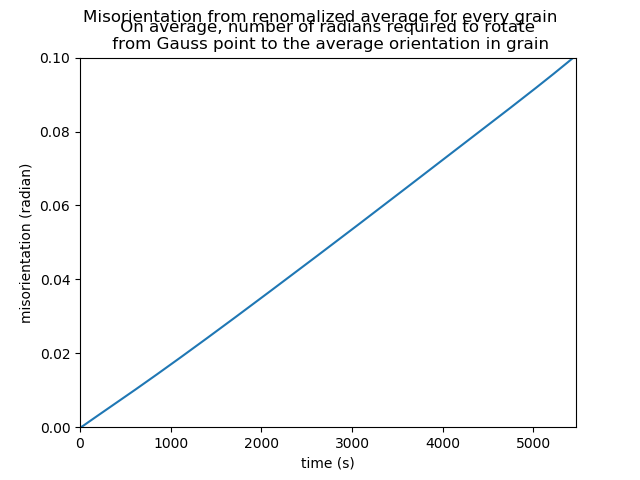 Misorientation from renomalized average for every grain
On average, number of radians required to rotate
from Gauss point to the average orientation in grain
0.10
0.08
0.06
0.04
0.02
0.00
misorientation (radian)
0 1000 2000 3000 4000 5000
time (s)